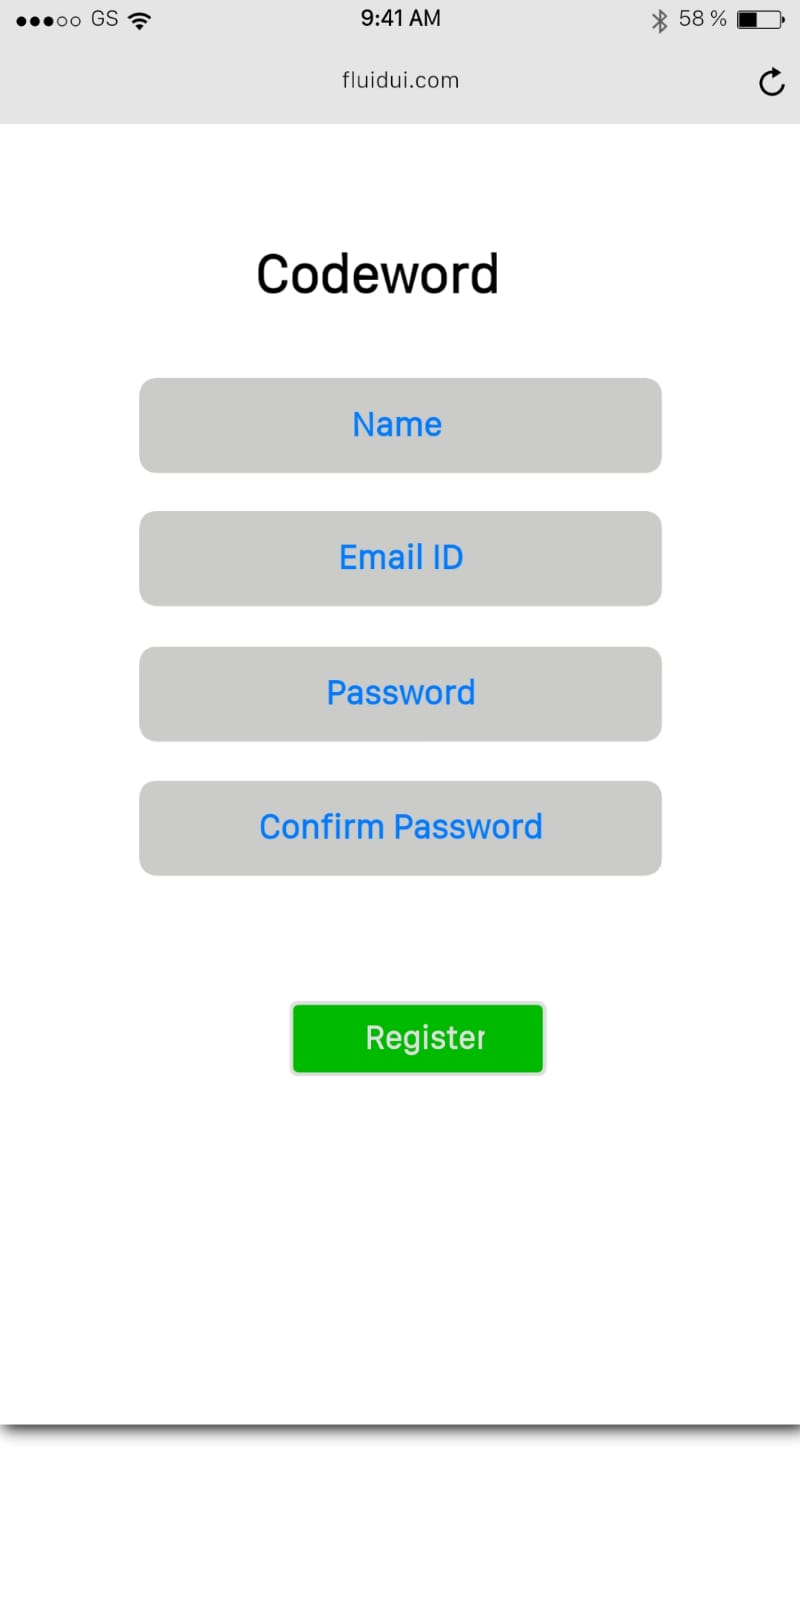 GS 9:41 AM 58 %
fluidui.com
Codeword
Name
Email ID
Password
Confirm Password
Register